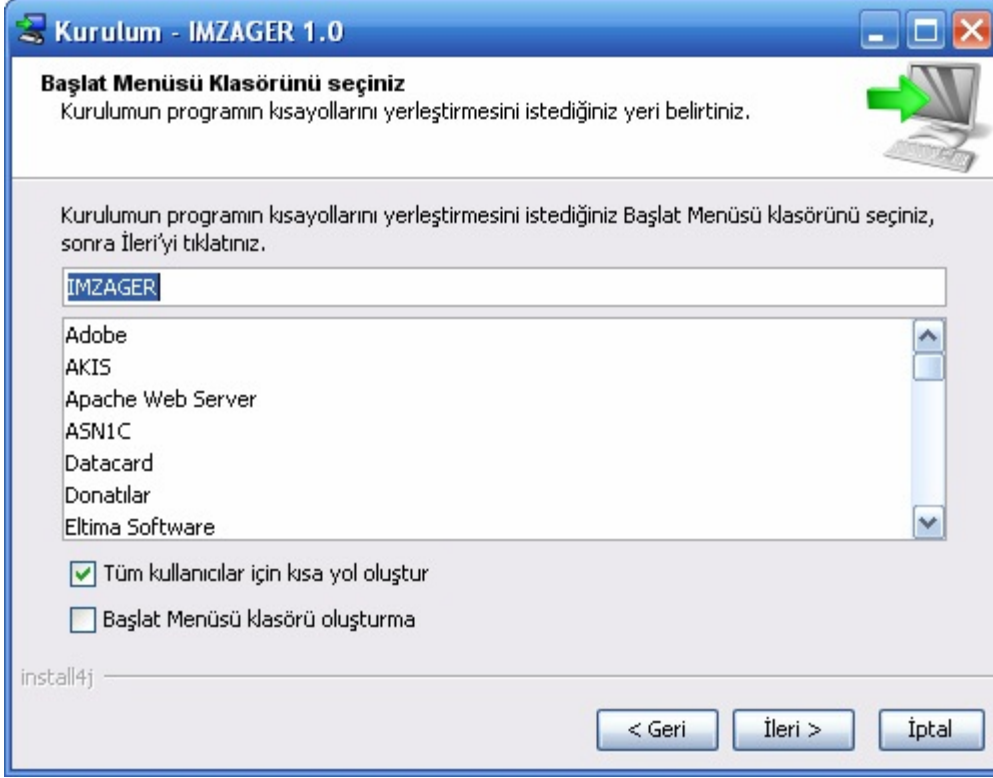 Kurulum - IMZAGER 1.0
Başlat Menüsü Klasörünü seçiniz
Kurulumun programın kısayollarını yerleştirmesini istediğiniz yeri belirtiniz.
Kurulumun programın kısayollarını yerleştirmesini istediğiniz Başlat Menüsü klasörünü seçiniz,
sonra İleri'yi tıklatınız.
IMZAGER
Adobe
AKIS
Apache Web Server
ASN1C
Datacard
Donatılar
Eltima Software
Tüm kullanıcılar için kısa yol oluştur
Başlat Menüsü klasörü oluşturma
install4j
< Geri
İleri >
İptal